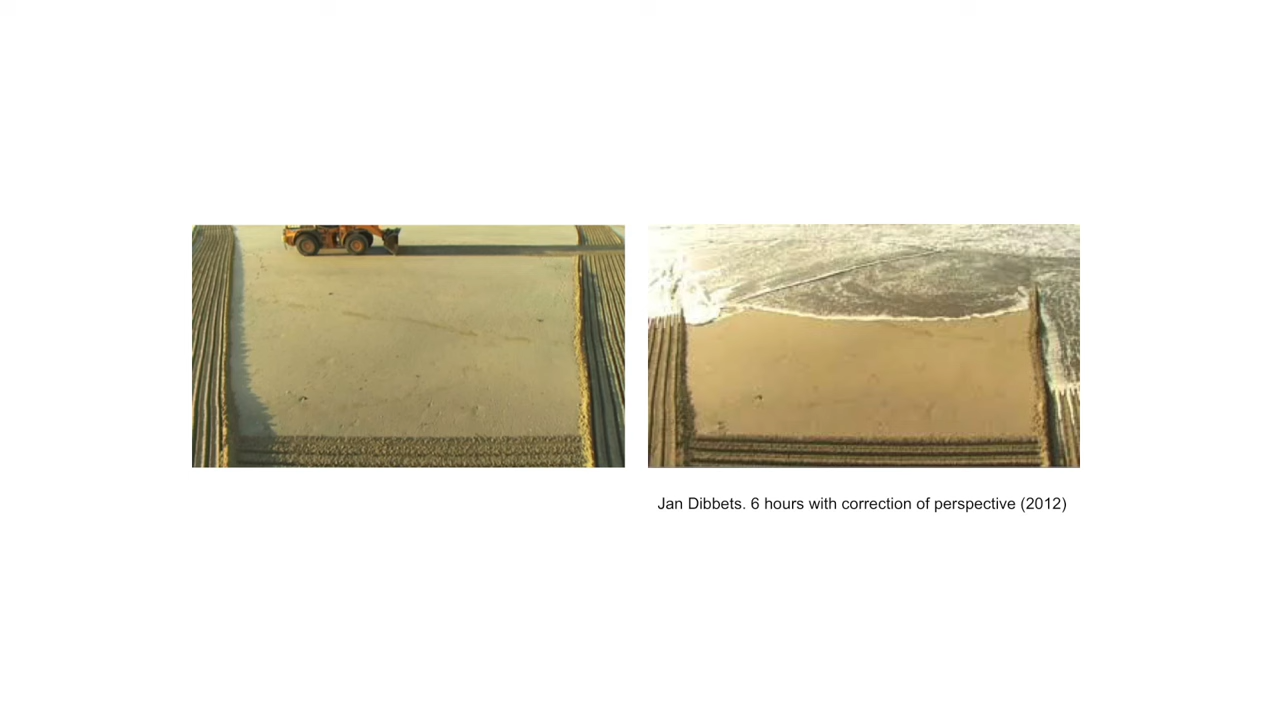 Jan Dibbets. 6 hours with correction of perspective (2012)